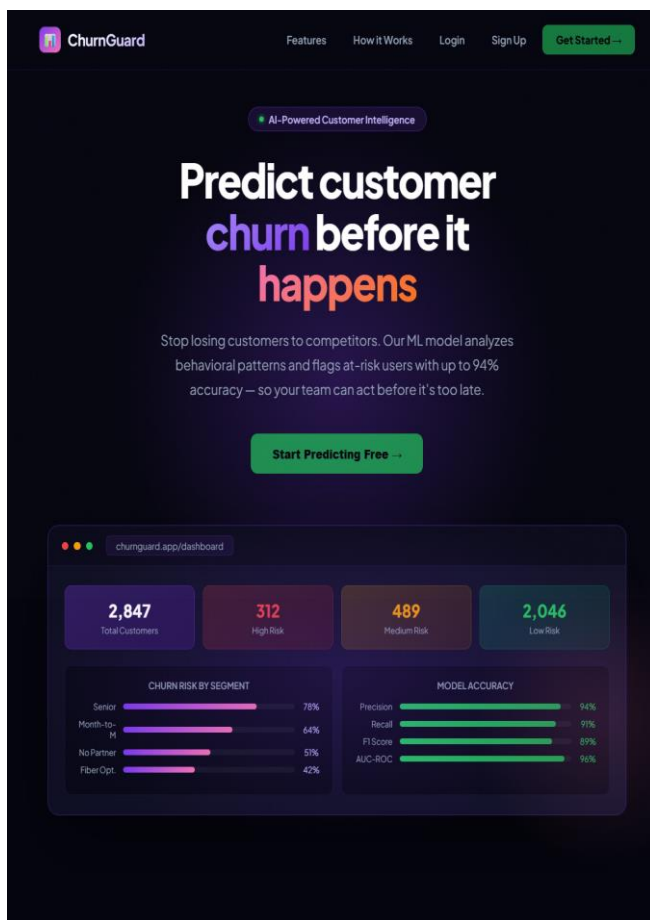 ChurnGuard
Features How it Works Login Sign Up Get Started →
AI-Powered Customer Intelligence
Predict customer
churn before it
happens
Stop losing customers to competitors. Our ML model analyzes
behavioral patterns and flags at-risk users with up to 94%
accuracy — so your team can act before it's too late.
Start Predicting Free →
churnguard.app/dashboard
2,847
Total Customers
312
High Risk
489
Medium Risk
2,046
Low Risk
CHURN RISK BY SEGMENT
Senior 78%
Month-to-
M 64%
No Partner 51%
Fiber Opt. 42%
MODEL ACCURACY
Precision 94%
Recall 91%
F1 Score 89%
AUC-ROC 96%